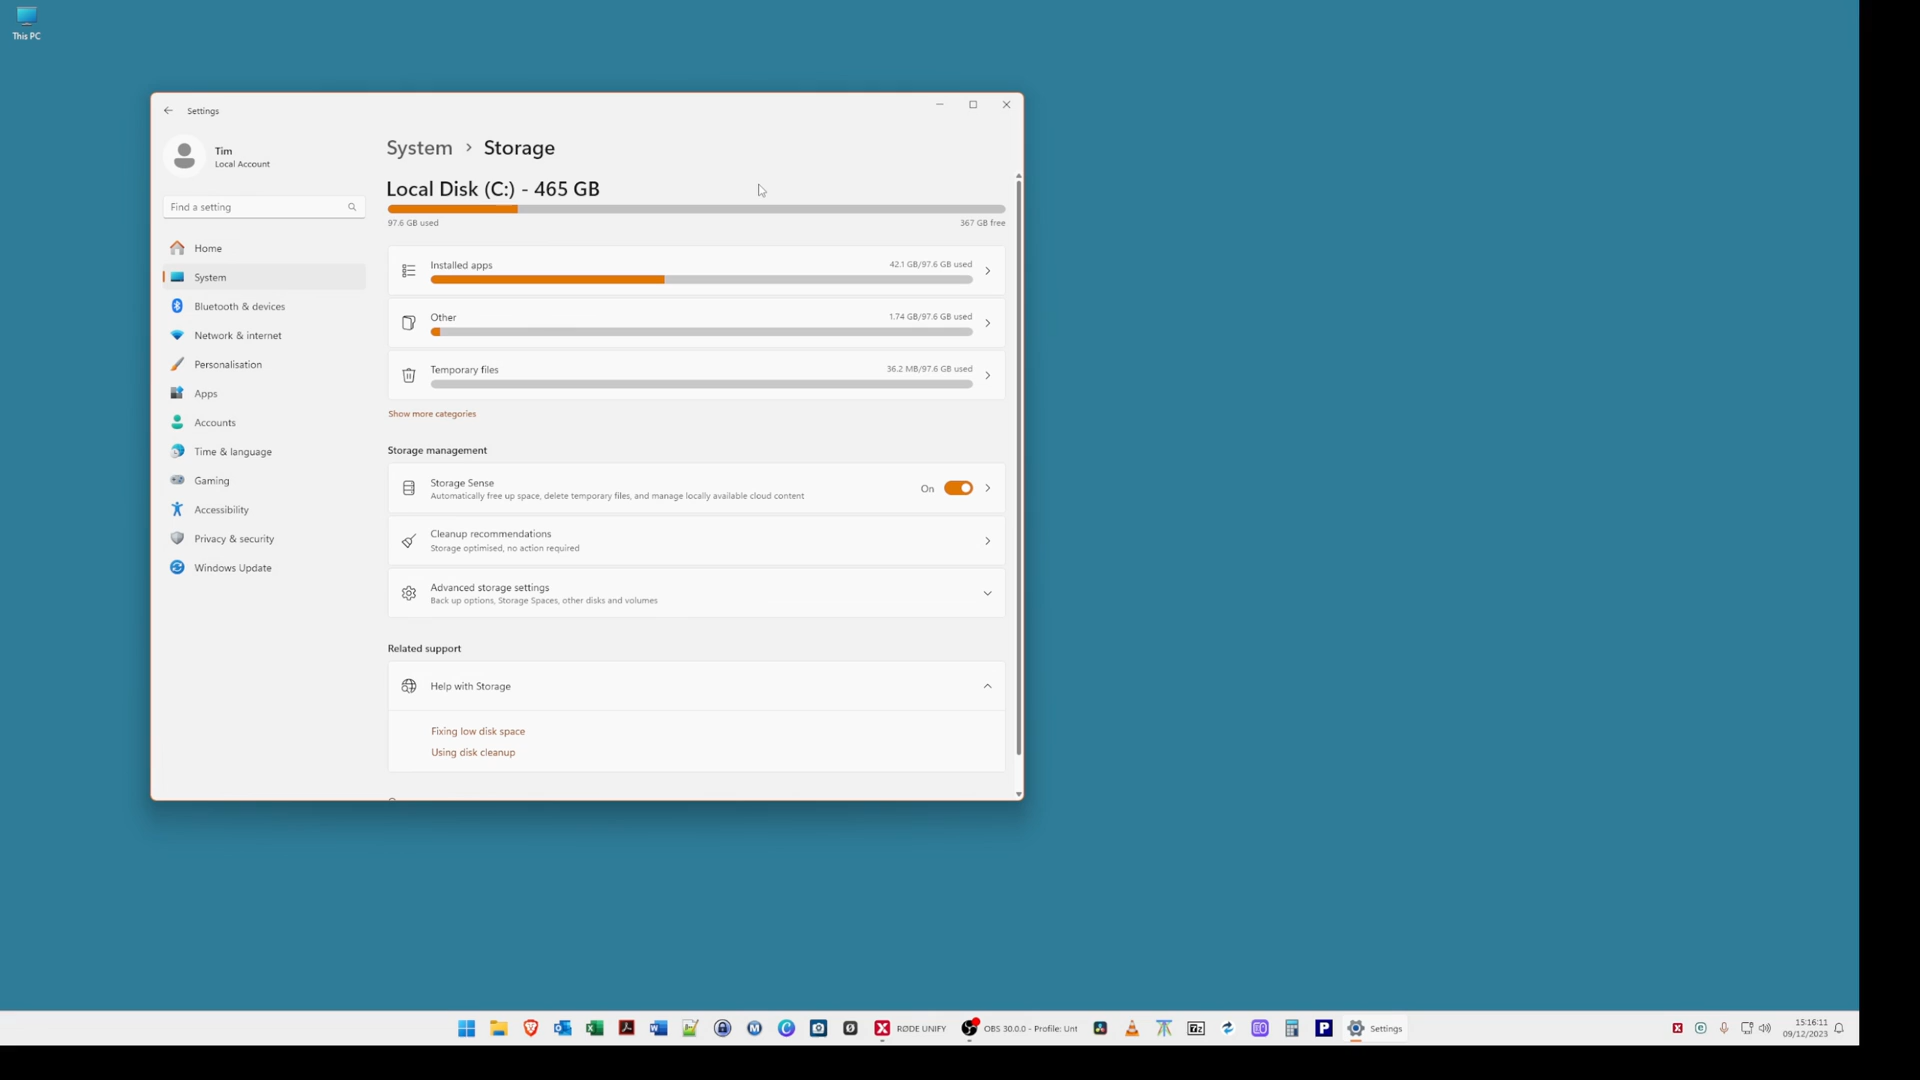 This PC
Settings
Tim
Local Account
Find a setting
Home
System
Bluetooth & devices
Network & internet
Personalisation
Apps
Accounts
Time & language
Gaming
Accessibility
Privacy & security
Windows Update
System > Storage
Local Disk (C:) - 465 GB
97.6 GB used
367 GB free
Installed apps
42.1 GB/97.6 GB used
Other
1.74 GB/97.6 GB used
Temporary files
36.2 MB/97.6 GB used
Show more categories
Storage management
Storage Sense
Automatically free up space, delete temporary files, and manage locally available cloud content
On
Cleanup recommendations
Storage optimised, no action required
Advanced storage settings
Back up options, Storage Spaces, other disks and volumes
Related support
Help with Storage
Fixing low disk space
Using disk cleanup
RØDE UNIFY
OBS 30.0.0 - Profile: Unt
7z
P
Settings
15:16:11
09/12/2023